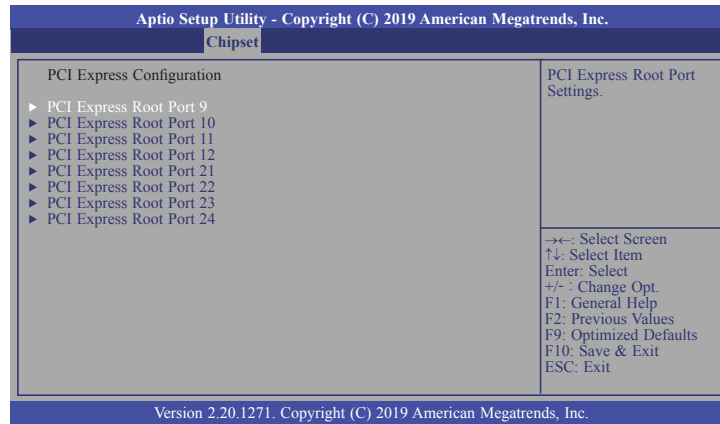 Aptio Setup Utility - Copyright (C) 2019 American Megatrends, Inc.
Chipset
PCI Express Configuration
► PCI Express Root Port 9
► PCI Express Root Port 10
► PCI Express Root Port 11
► PCI Express Root Port 12
► PCI Express Root Port 21
► PCI Express Root Port 22
► PCI Express Root Port 23
► PCI Express Root Port 24
PCI Express Root Port
Settings.
→←: Select Screen
↑↓: Select Item
Enter: Select
+/- : Change Opt.
F1: General Help
F2: Previous Values
F9: Optimized Defaults
F10: Save & Exit
ESC: Exit
Version 2.20.1271. Copyright (C) 2019 American Megatrends, Inc.